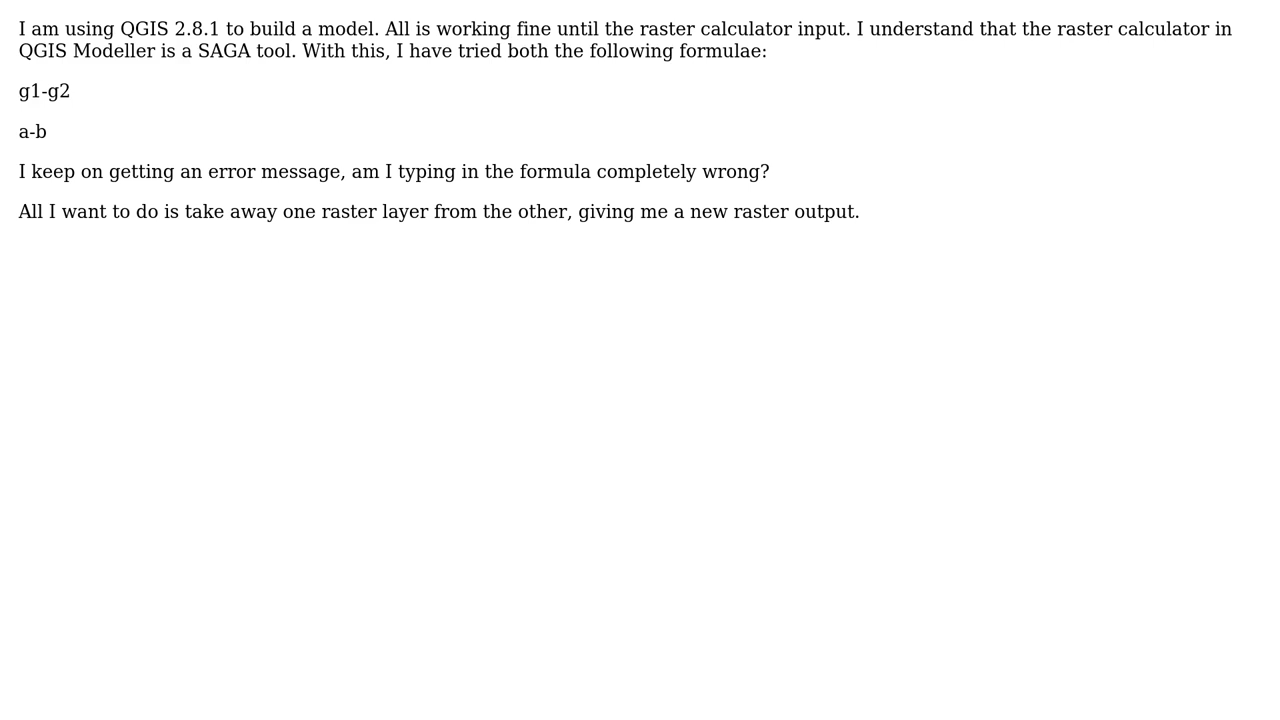 I am using QGIS 2.8.1 to build a model. All is working fine until the raster calculator input. I understand that the raster calculator in
QGIS Modeller is a SAGA tool. With this, I have tried both the following formulae:
g1-g2
a-b
I keep on getting an error message, am I typing in the formula completely wrong?
All I want to do is take away one raster layer from the other, giving me a new raster output.